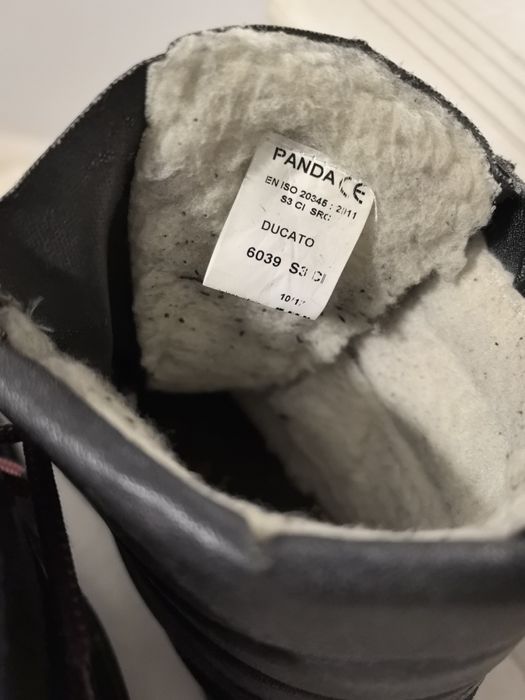 PANDA CE
EN ISO 20345 : 2011
S3 CI SRC
DUCATO
6039 S3 CI